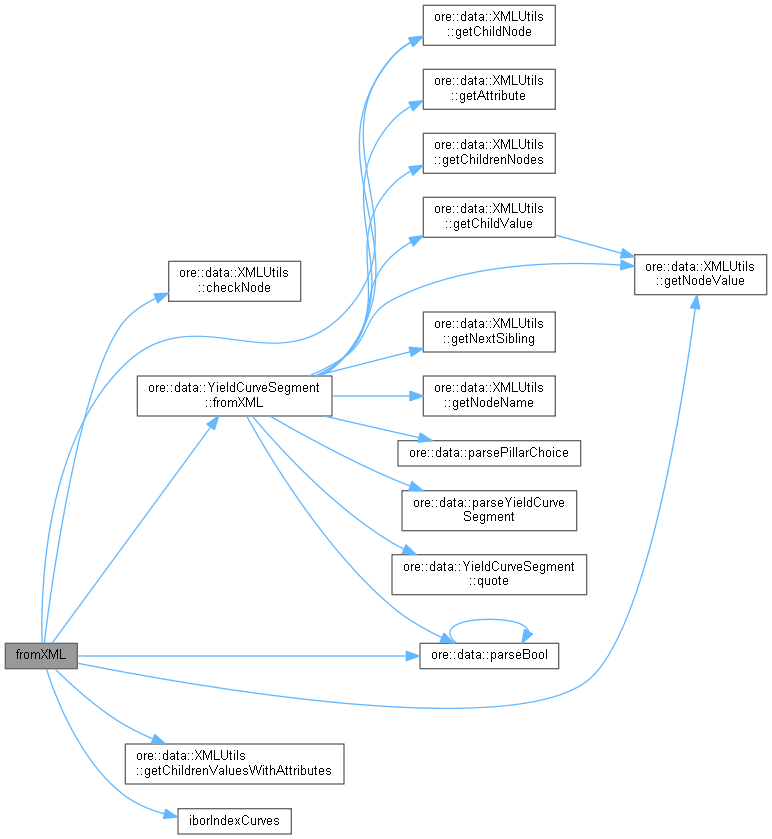 ore::data::XMLUtils
::getChildNode
ore::data::XMLUtils
::getAttribute
ore::data::XMLUtils
::getChildrenNodes
ore::data::XMLUtils
::getChildValue
ore::data::XMLUtils
::getNodeValue
ore::data::XMLUtils
::checkNode
ore::data::XMLUtils
::getNextSibling
ore::data::YieldCurveSegment
::fromXML
ore::data::XMLUtils
::getNodeName
ore::data::parsePillarChoice
ore::data::parseYieldCurve
Segment
ore::data::YieldCurveSegment
::quote
fromXML
ore::data::parseBool
ore::data::XMLUtils
::getChildrenValuesWithAttributes
iborIndexCurves